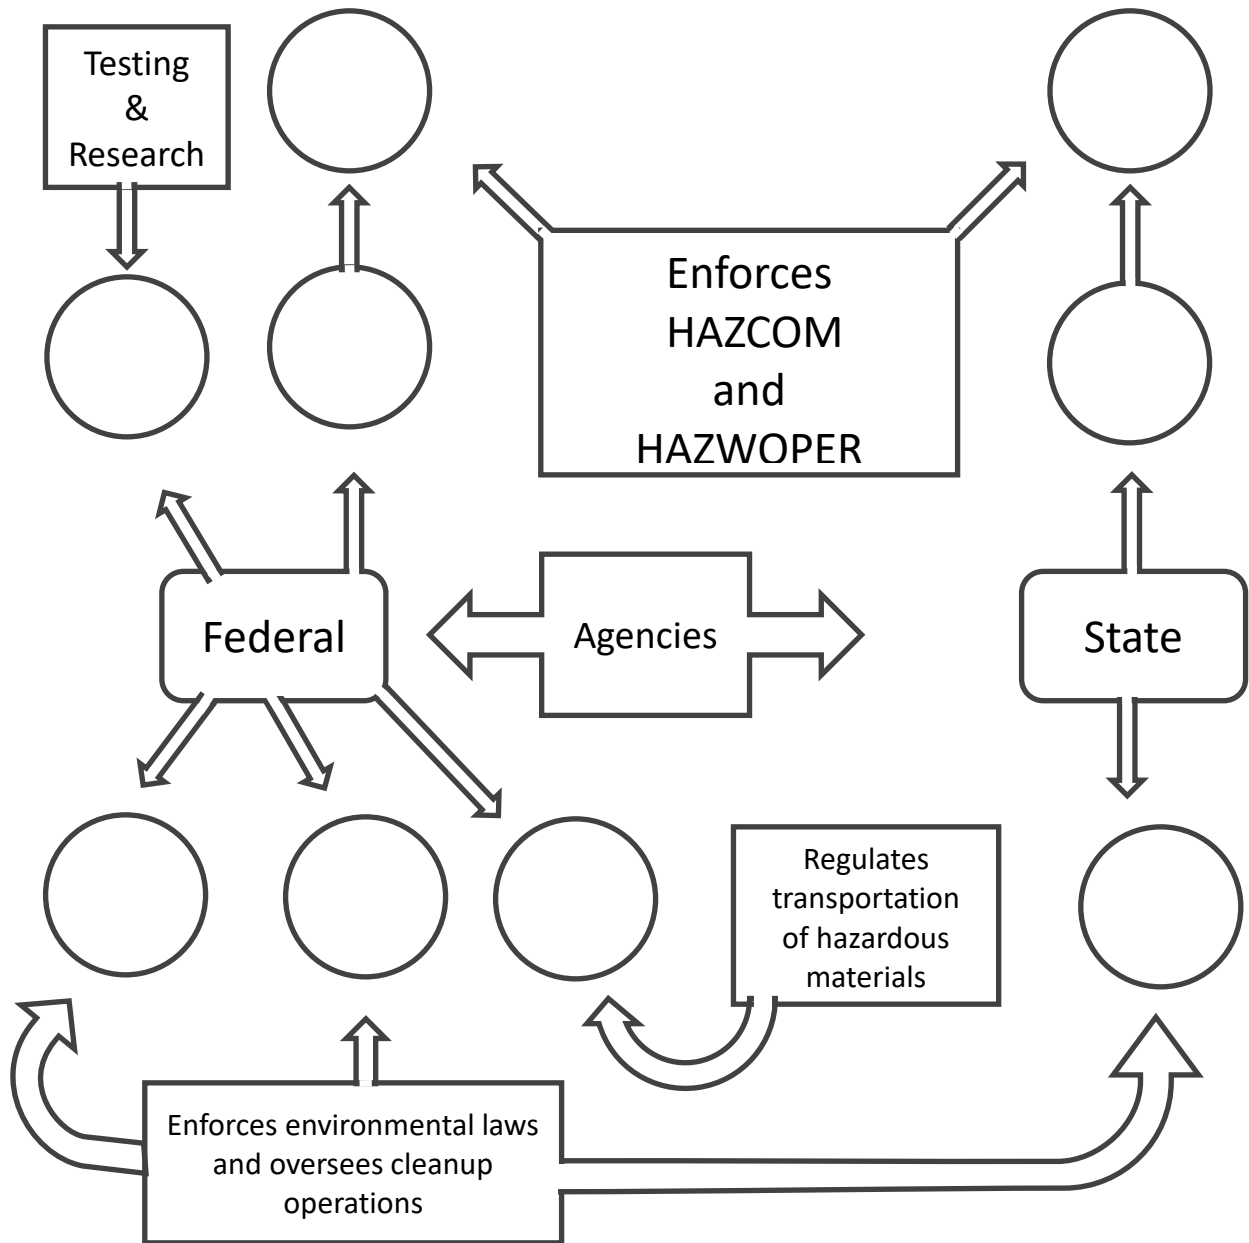 Testing
&
Research
Enforces
HAZCOM
and
HAZWOPER
Federal
Agencies
State
Regulates
transportation
of hazardous
materials
Enforces environmental laws
and oversees cleanup
operations